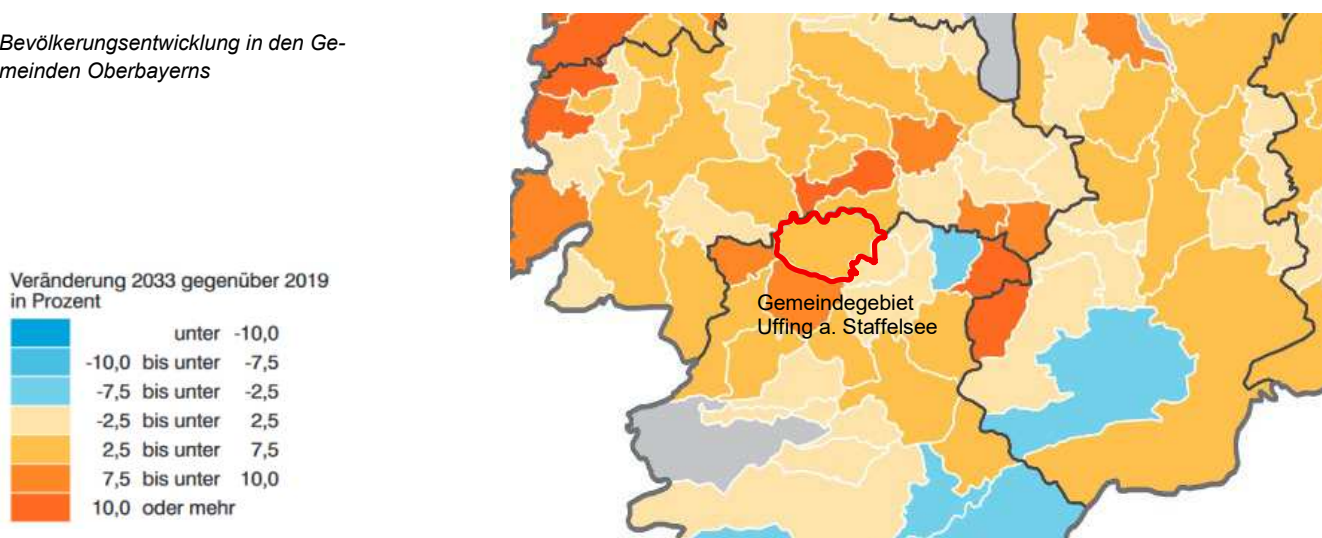 Bevölkerungsentwicklung in den Ge-
meinden Oberbayerns
Veränderung 2033 gegenüber 2019
in Prozent
unter -10,0
-10,0 bis unter -7,5
-7,5 bis unter -2,5
-2,5 bis unter 2,5
2,5 bis unter 7,5
7,5 bis unter 10,0
10,0 oder mehr
Gemeindegebiet
Uffing a. Staffelsee